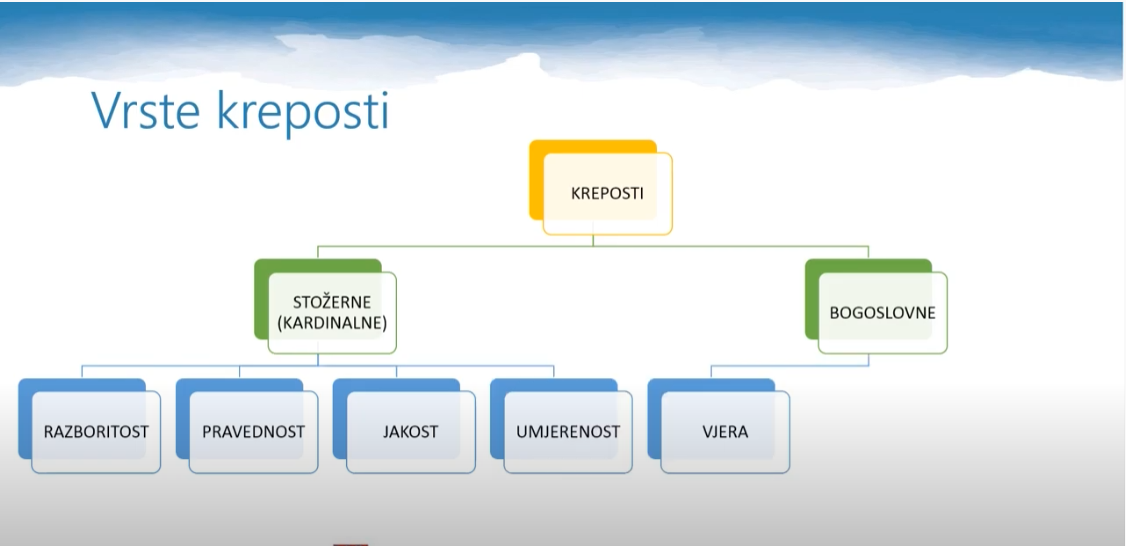 Vrste kreposti
KREPOSTI
STOŽERNE
(KARDINALNE)
BOGOSLOVNE
RAZBORITOST
PRAVEDNOST
JAKOST
UMJERENOST
VJERA